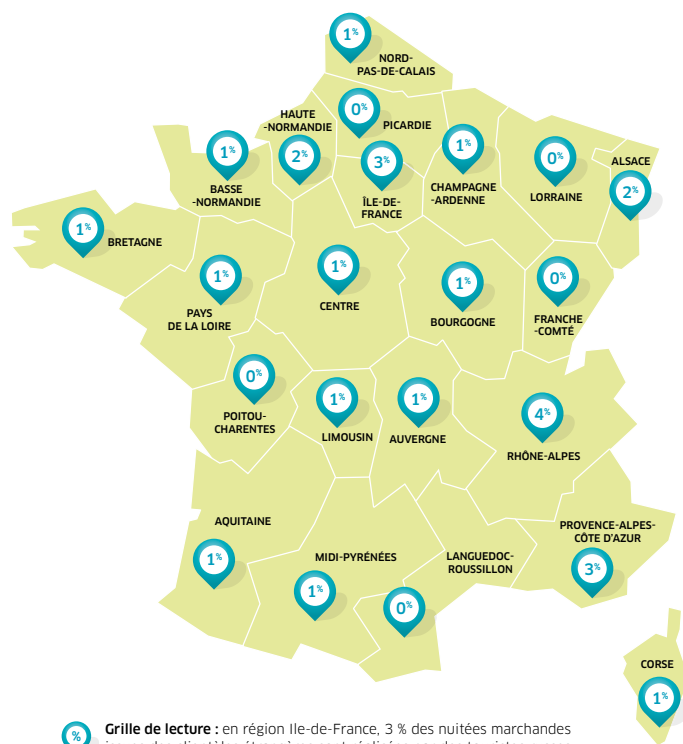 1%
NORD-
PAS-DE-CALAIS
0%
PICARDIE
HAUTE
-NORMANDIE
2%
1%
BASSE
-NORMANDIE
3%
ÎLE-DE-
FRANCE
1%
CHAMPAGNE
-ARDENNE
0%
LORRAINE
ALSACE
2%
1%
BRETAGNE
1%
PAYS
DE LA LOIRE
1%
CENTRE
1%
BOURGOGNE
0%
FRANCHE
-COMTÉ
0%
POITOU-
CHARENTES
1%
LIMOUSIN
1%
AUVERGNE
4%
RHÔNE-ALPES
AQUITAINE
1%
MIDI-PYRÉNÉES
1%
LANGUEDOC-
ROUSSILLON
0%
PROVENCE-ALPES-
CÔTE D'AZUR
3%
CORSE
1%
%
Grille de lecture : en région Ile-de-France, 3 % des nuitées marchandes